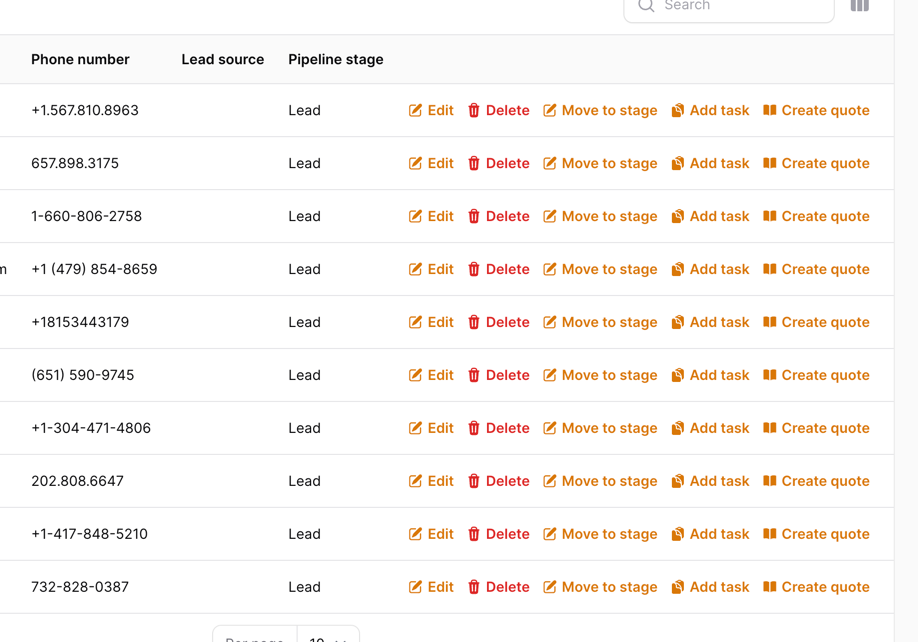 Search
Phone number Lead source Pipeline stage
+1.567.810.8963 Lead Edit Delete Move to stage Add task Create quote
657.898.3175 Lead Edit Delete Move to stage Add task Create quote
1-660-806-2758 Lead Edit Delete Move to stage Add task Create quote
m +1 (479) 854-8659 Lead Edit Delete Move to stage Add task Create quote
+18153443179 Lead Edit Delete Move to stage Add task Create quote
(651) 590-9745 Lead Edit Delete Move to stage Add task Create quote
+1-304-471-4806 Lead Edit Delete Move to stage Add task Create quote
202.808.6647 Lead Edit Delete Move to stage Add task Create quote
+1-417-848-5210 Lead Edit Delete Move to stage Add task Create quote
732-828-0387 Lead Edit Delete Move to stage Add task Create quote
Per page 10